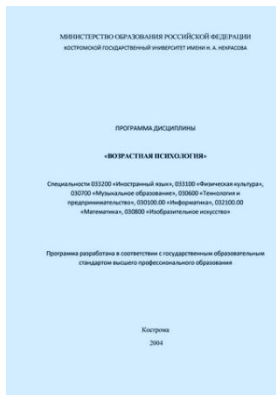 МИНИСТЕРСТВО ОБРАЗОВАНИЯ РОССИЙСКОЙ ФЕДЕРАЦИИ
КОСТРОМСКОЙ ГОСУДАРСТВЕННЫЙ УНИВЕРСИТЕТ ИМЕНИ Н. А. НЕКРАСОВА
ПРОГРАММА ДИСЦИПЛИНЫ
«ВОЗРАСТНАЯ ПСИХОЛОГИЯ»
Специальности 033200 «Иностранный язык», 033100 «Физическая культура»,
030700 «Музыкальное образование», 030600 «Технология и
предпринимательство», 030100.00 «Информатика», 032100.00
«Математика», 030800 «Изобразительное искусство»
Программа разработана в соответствии с государственным образовательным
стандартом высшего профессионального образования
Кострома
2004